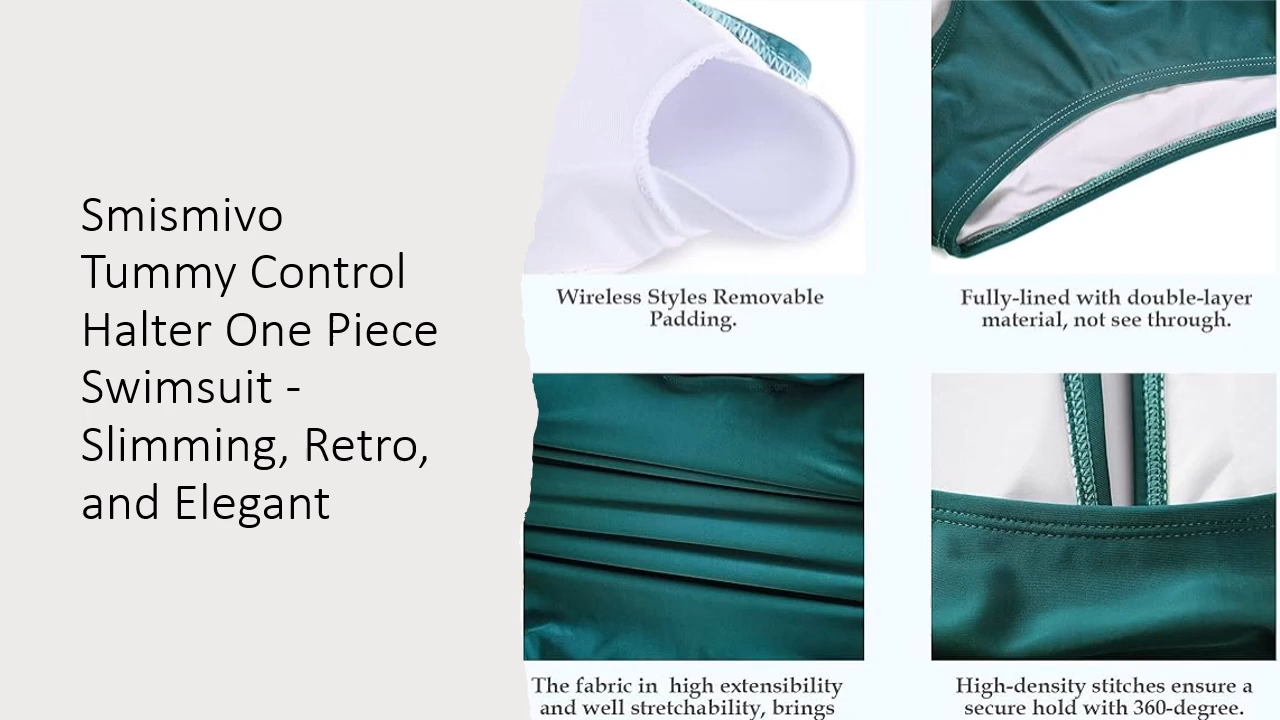 Smismivo
Tummy Control
Halter One Piece
Swimsuit -
Slimming, Retro,
and Elegant
Wireless Styles Removable
Padding.
Fully-lined with double-layer
material, not see through.
The fabric in high extensibility
and well stretchability, brings
High-density stitches ensure a
secure hold with 360-degree.